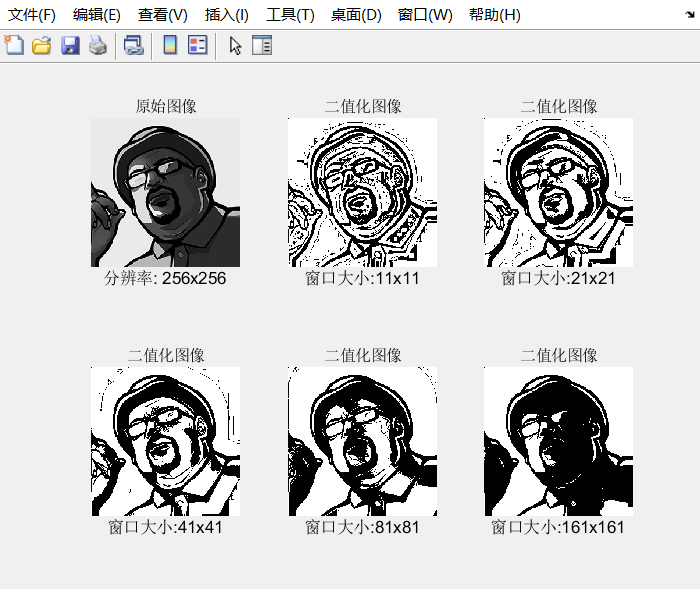 文件(F) 编辑(E) 查看(V) 插入(I) 工具(T) 桌面(D) 窗口(W) 帮助(H)
原始图像 二值化图像 二值化图像
分辨率: 256x256 窗口大小:11x11 窗口大小:21x21
二值化图像 二值化图像 二值化图像
窗口大小:41x41 窗口大小:81x81 窗口大小:161x161